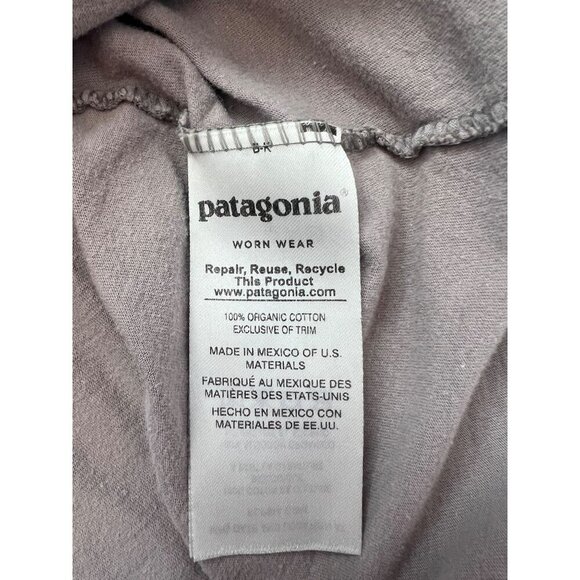 B-K
patagonia®
WORN WEAR
Repair, Reuse, Recycle
This Product
www.patagonia.com
100% ORGANIC COTTON
EXCLUSIVE OF TRIM
MADE IN MEXICO OF U.S.
MATERIALS
FABRIQUÉ AU MEXIQUE DES
MATIÈRES DES ETATS-UNIS
HECHO EN MEXICO CON
MATERIALES DE EE.UU.